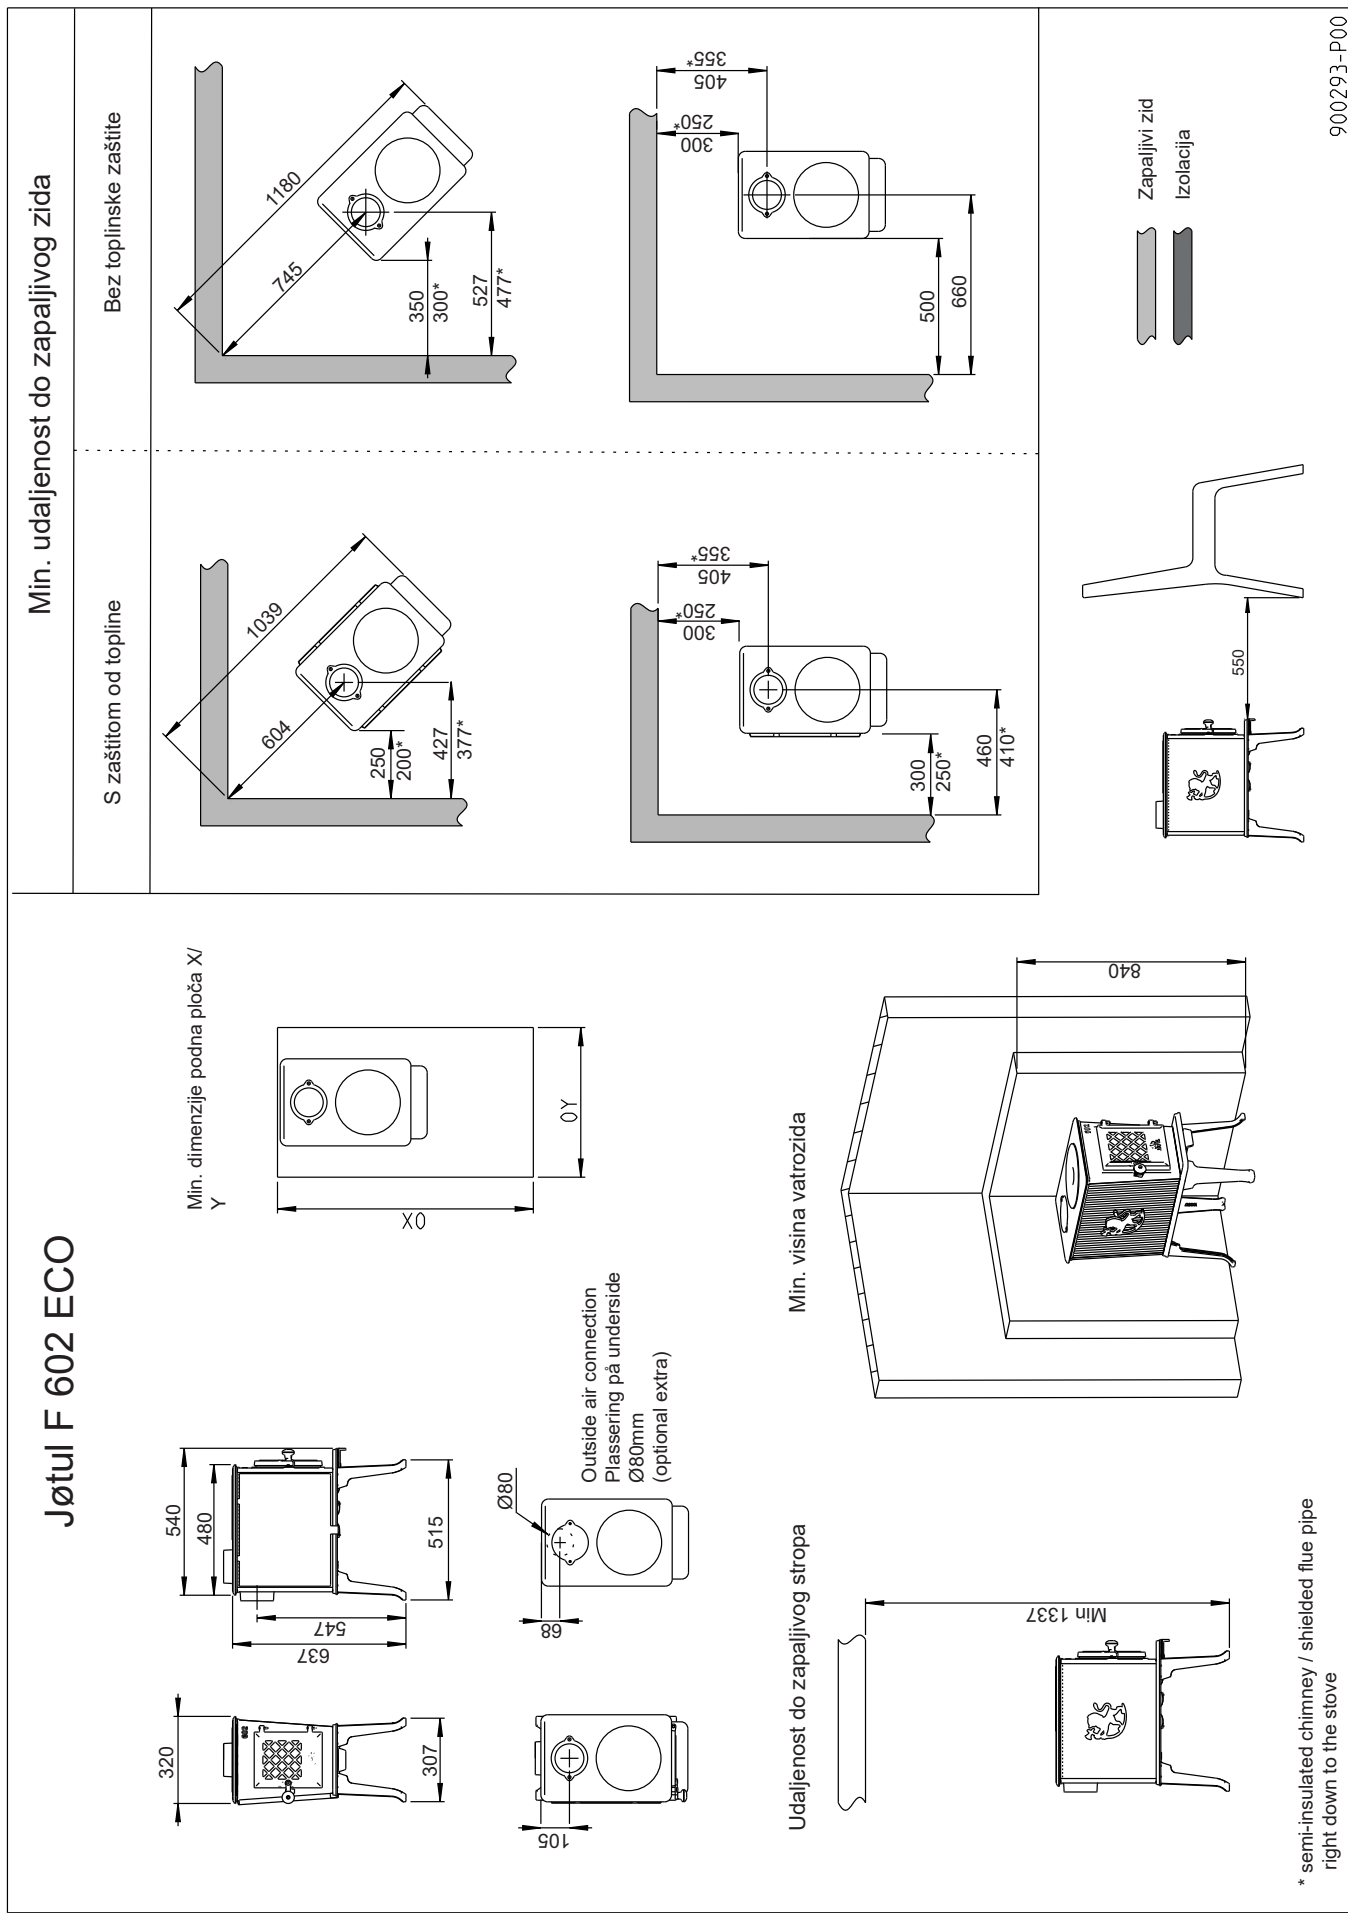 Jøtul F 602 ECO
320
307
540
480
515
547
637
105
Ø80
68
Outside air connection
Plassering på underside
Ø80mm
(optional extra)
Min. dimenzije podna ploča X/
Y
0X
0Y
Udaljenost do zapaljivog stropa
Min 1337
Min. visina vatrozida
840
* semi-insulated chimney / shielded flue pipe
right down to the stove
Min. udaljenost do zapaljivog zida
S zaštitom od topline
Bez toplinske zaštite
1039
604
250
200*
427
377*
1180
745
350
300*
527
477*
355*
405
250*
300
300
250*
460
410*
355*
405
250*
300
500
660
550
Zapaljivi zid
Izolacija
900293-P00
602
602